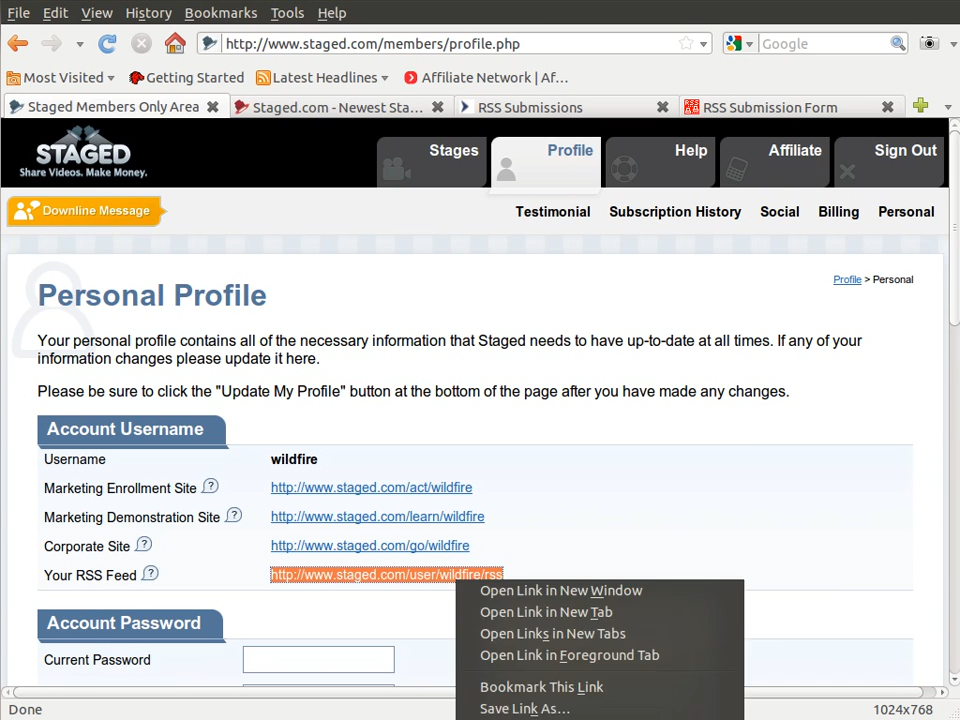 File Edit View History Bookmarks Tools Help
http://www.staged.com/members/profile.php
Google
Most Visited Getting Started Latest Headlines Affiliate Network | Af...
Staged Members Only Area Staged.com - Newest Sta... RSS Submissions RSS Submission Form
STAGED
Share Videos. Make Money.
Stages Profile Help Affiliate Sign Out
Downline Message
Testimonial Subscription History Social Billing Personal
Profile > Personal
Personal Profile
Your personal profile contains all of the necessary information that Staged needs to have up-to-date at all times. If any of your
information changes please update it here.
Please be sure to click the "Update My Profile" button at the bottom of the page after you have made any changes.
Account Username
Username wildfire
Marketing Enrollment Site ? http://www.staged.com/act/wildfire
Marketing Demonstration Site ? http://www.staged.com/learn/wildfire
Corporate Site ? http://www.staged.com/go/wildfire
Your RSS Feed ? http://www.staged.com/user/wildfire/rss
Open Link in New Window
Open Link in New Tab
Open Links in New Tabs
Open Link in Foreground Tab
Bookmark This Link
Save Link As...
Account Password
Current Password
Done 1024x768